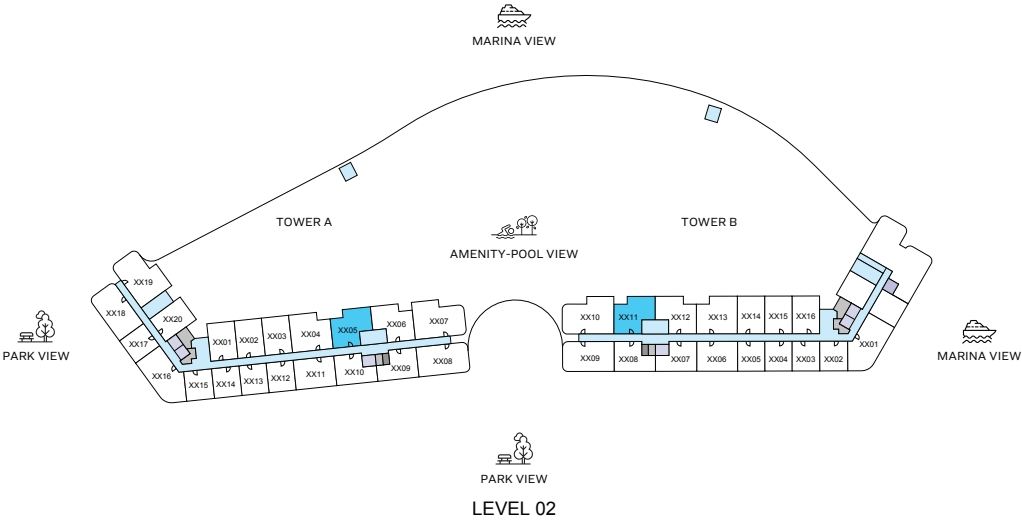 MARINA VIEW
TOWER A
TOWER B
AMENITY-POOL VIEW
XX19
XX18
XX20
XX17
XX16
XX15
XX01
XX02
XX03
XX04
XX05
XX06
XX07
XX14
XX13
XX12
XX11
XX10
XX09
XX08
XX10
XX11
XX12
XX13
XX14
XX15
XX16
XX09
XX08
XX07
XX06
XX05
XX04
XX03
XX02
XX01
PARK VIEW
MARINA VIEW
PARK VIEW
LEVEL 02